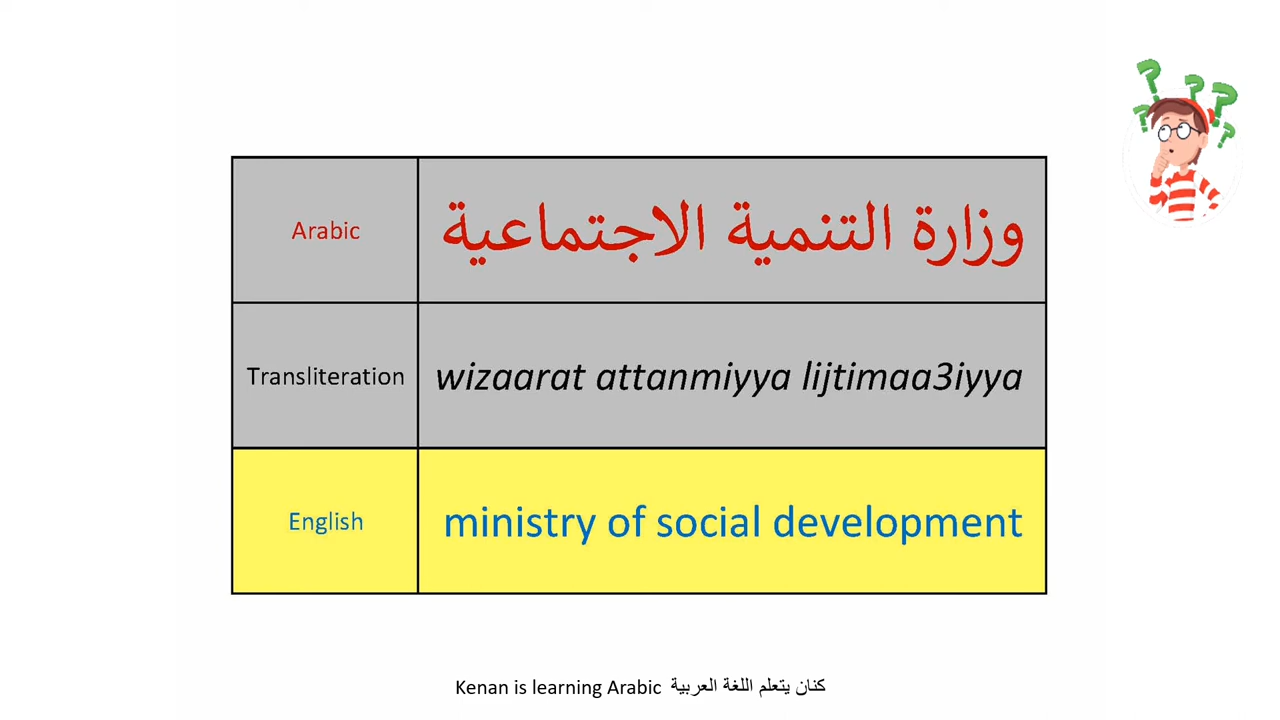 Arabic وزارة التنمية الاجتماعية
Transliteration wizaarat attanmiyya lijtimaa3iyya
English ministry of social development
Kenan is learning Arabic كنان يتعلم اللغة العربية